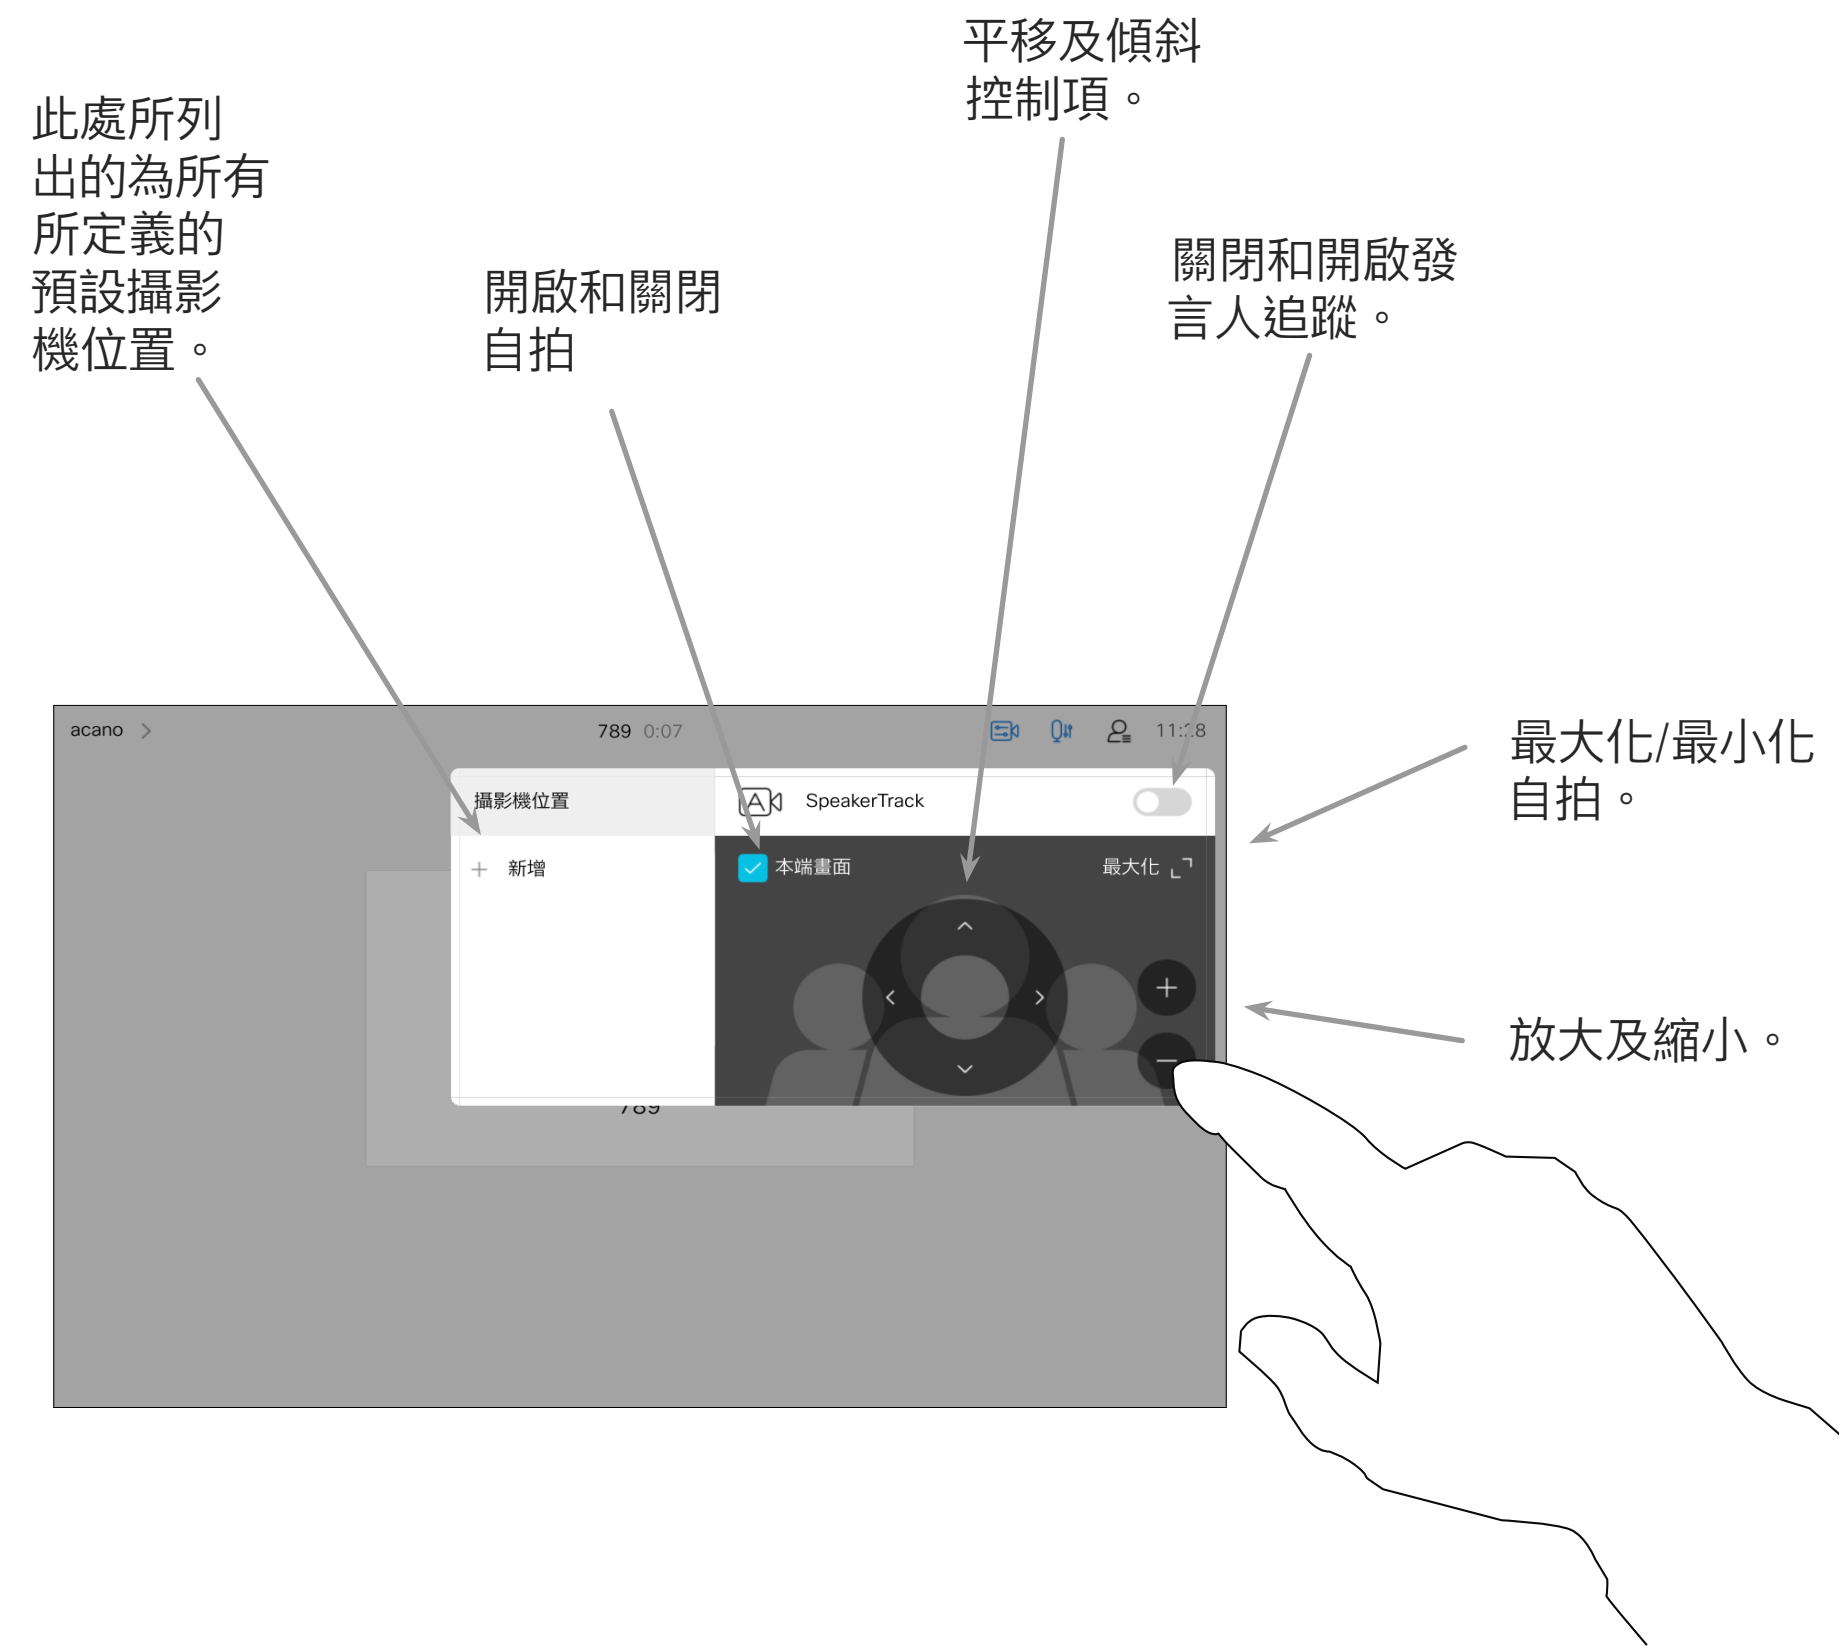 平移及傾斜
控制項。
此處所列
出的為所有
所定義的
預設攝影
機位置。
開啟和關閉
自拍
關閉和開啟發
言人追蹤。
acano
789 0:07
攝影機位置
SpeakerTrack
新增
本端畫面
最大化
789
最大化/最小化
自拍。
放大及縮小。